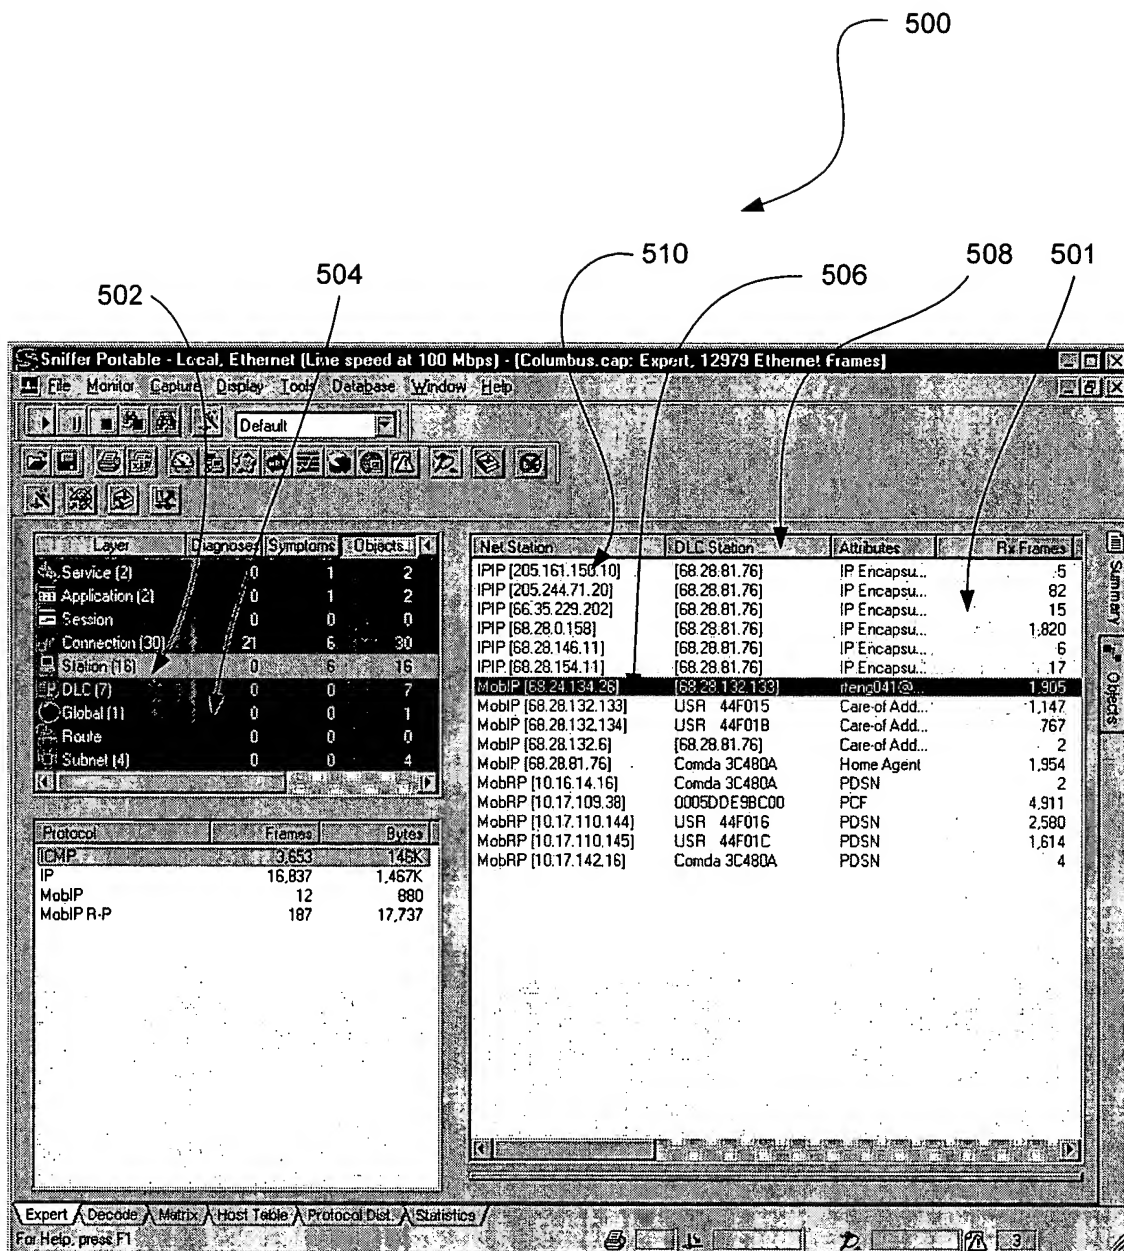 500
510
508
501
504
506
502
Sniffer Portable - Local, Ethernet (Line speed at 100 Mbps) - [Columbus.cap: Expert, 12979 Ethernet Frames]
File Monitor Capture Display Tools Database Window Help
Default
Layer Diagnoses Symptoms Objects
Service (2) 0 1 2
Application (2) 0 1 2
Session 0 0 0
Connection (30) 21 6 30
Station (16) 0 6 16
DLC (7) 0 0 7
Global (1) 0 0 1
Route 0 0 0
Subnet (4) 0 0 4
Protocol Frames Bytes
ICMP 3,653 146K
IP 16,837 1,467K
MobIP 12 880
MobIP R-P 187 17,737
Net Station DLC Station Attributes Rx Frames
IPIP [205.161.158.10] [68.28.81.76] IP Encapsu... 5
IPIP [205.244.71.20] [68.28.81.76] IP Encapsu... 82
IPIP [66.35.229.202] [68.28.81.76] IP Encapsu... 15
IPIP [68.28.0.158] [68.28.81.76] IP Encapsu... 1,820
IPIP [68.28.146.11] [68.28.81.76] IP Encapsu... 6
IPIP [68.28.154.11] [68.28.81.76] IP Encapsu... 17
MobIP [68.24.134.26] [68.28.132.133] rteng041@... 1,905
MobIP [68.28.132.133] USR 44F015 Care-of Add... 1,147
MobIP [68.28.132.134] USR 44F01B Care-of Add... 767
MobIP [68.28.132.6] [68.28.81.76] Care-of Add... 2
MobIP [68.28.81.76] Comda 3C480A Home Agent 1,954
MobRP [10.16.14.16] Comda 3C480A PDSN 2
MobRP [10.17.109.38] 0005DDE98C00 PCF 4,911
MobRP [10.17.110.144] USR 44F016 PDSN 2,580
MobRP [10.17.110.145] USR 44F01C PDSN 1,614
MobRP [10.17.142.16] Comda 3C480A PDSN 4
Summary
Objects
Expert Decode Matrix Host Table Protocol Dist. Statistics
For Help, press F1
3